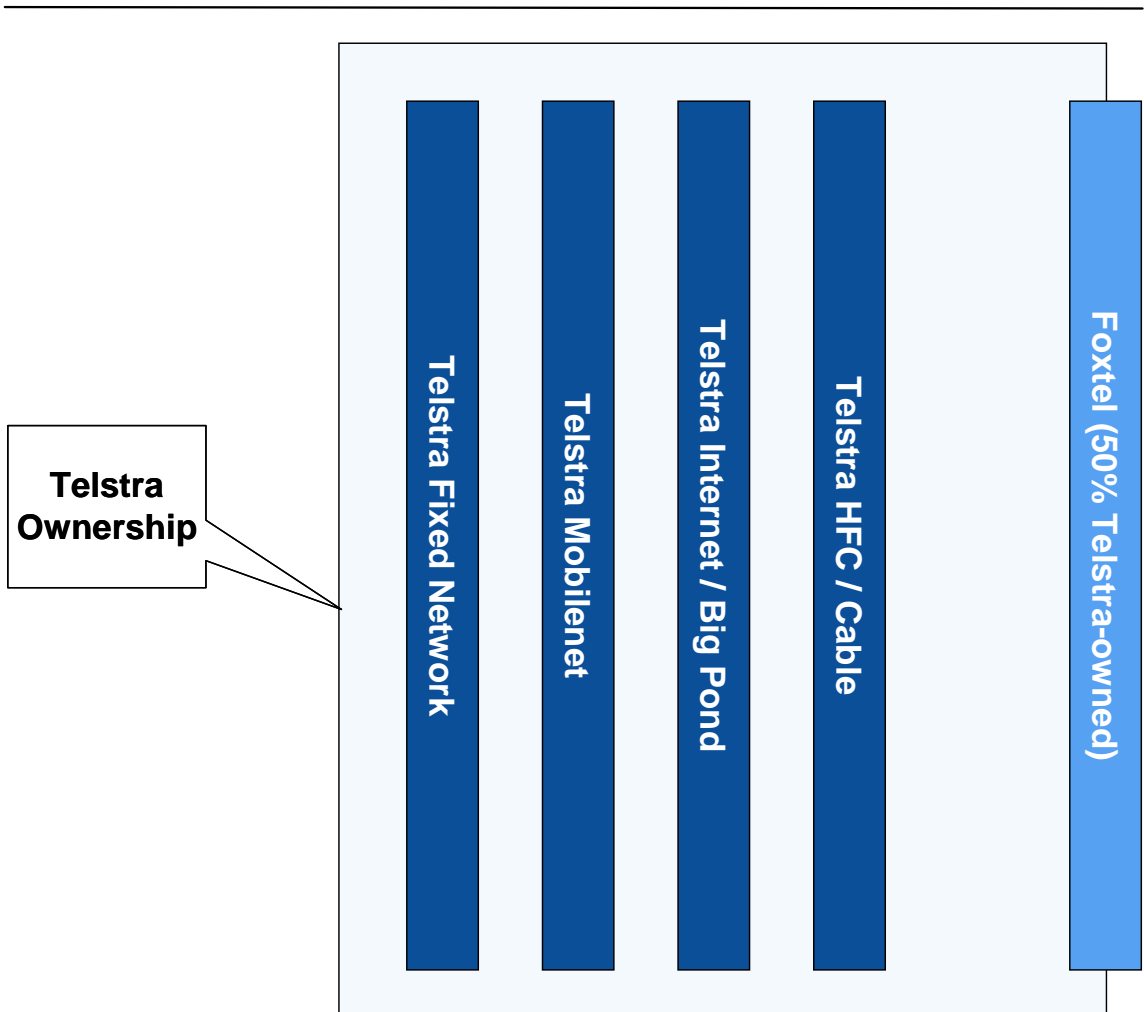 Telstra
Ownership
Telstra Fixed Network
Telstra Mobilenet
Telstra Internet / Big Pond
Telstra HFC / Cable
Foxtel (50% Telstra-owned)